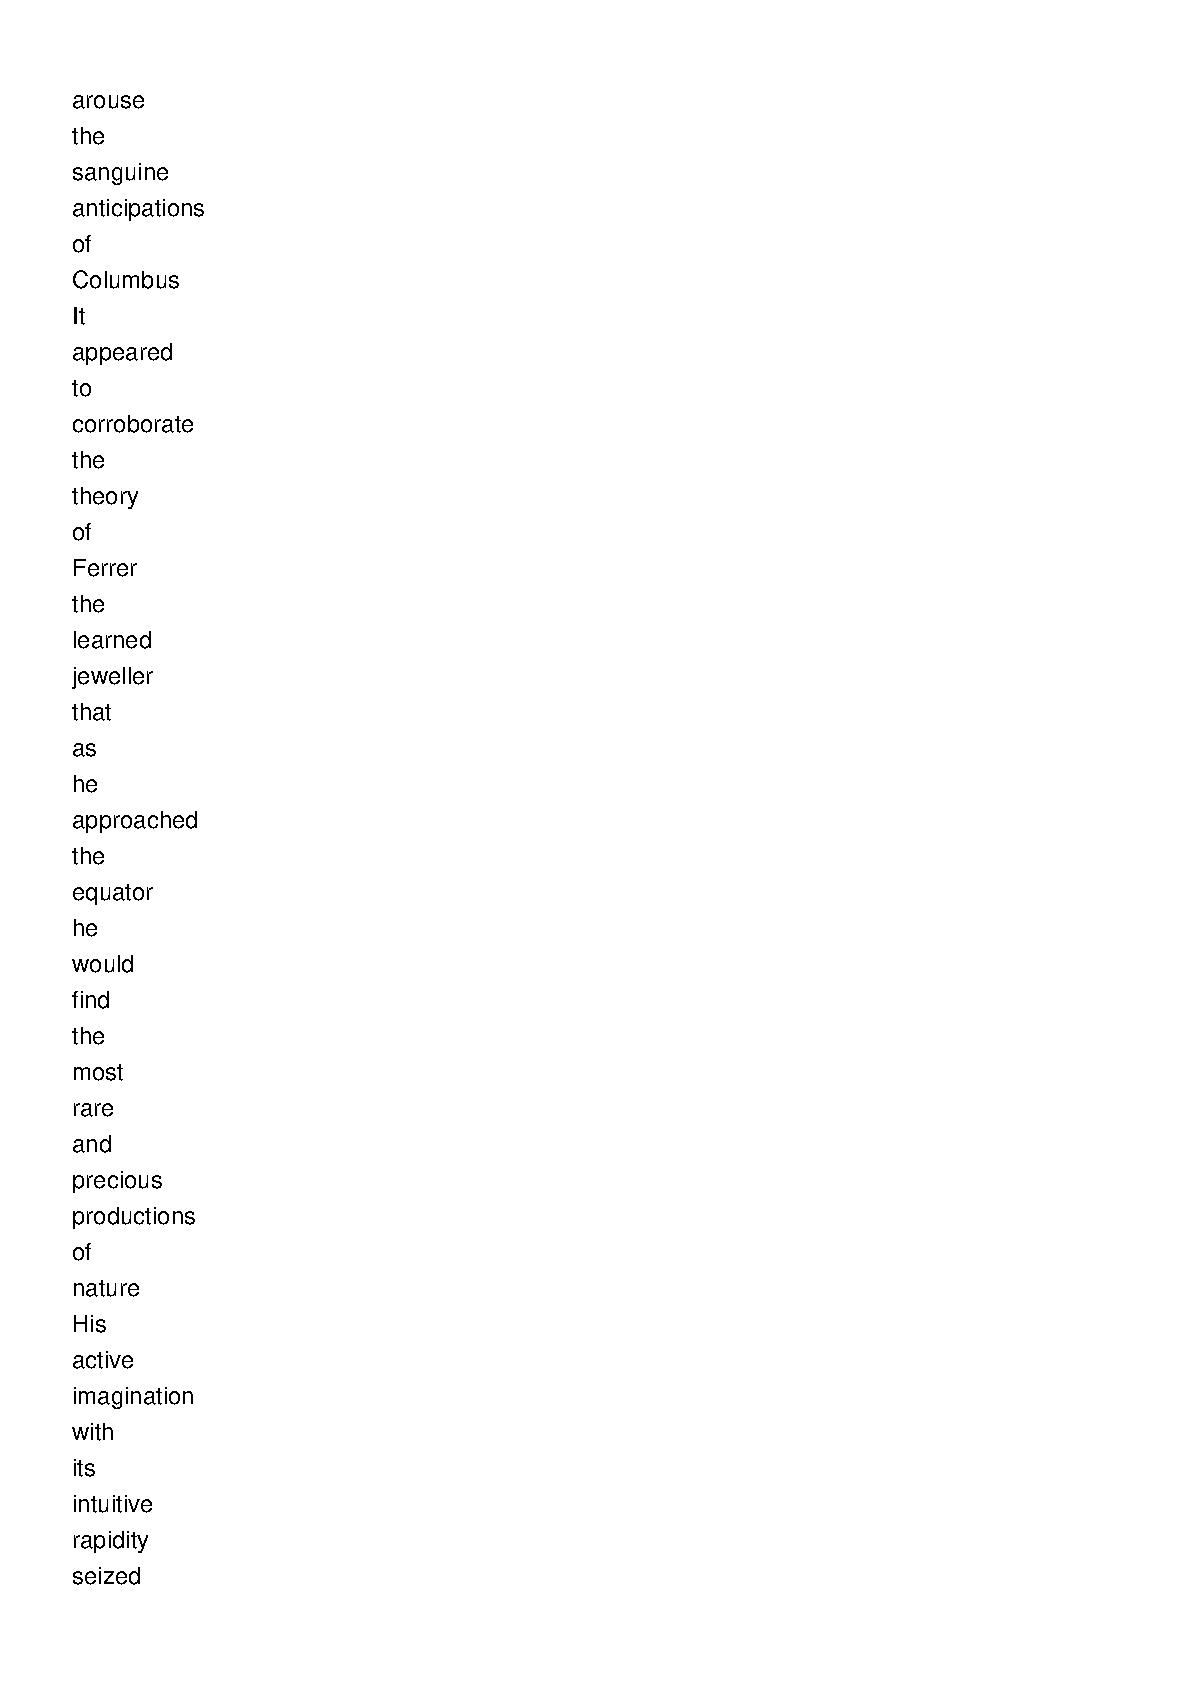 arouse
the
sanguine
anticipations
of
Columbus
It
appeared
to
corroborate
the
theory
of
Ferrer
the
learned
jeweller
that
as
he
approached
the
equator
he
would
find
the
most
rare
and
precious
productions
of
nature
His
active
imagination
with
its
intuitive
rapidity
seized